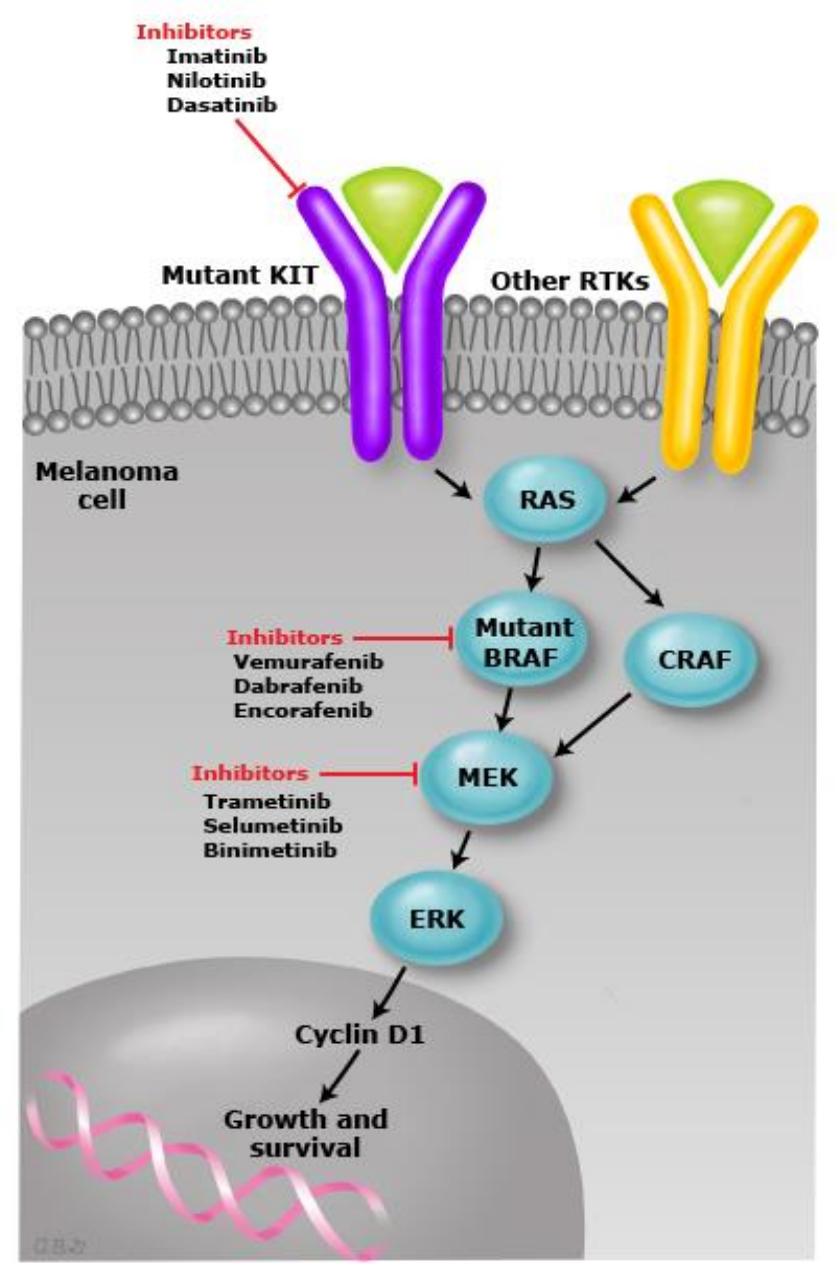 Inhibitors
Imatinib
Nilotinib
Dasatinib
Mutant KIT
Other RTKs
Melanoma
cell
RAS
Mutant
BRAF
CRAF
Inhibitors
Vemurafenib
Dabrafenib
Encorafenib
MEK
Inhibitors
Trametinib
Selumetinib
Binimetinib
ERK
Cyclin D1
Growth and
survival